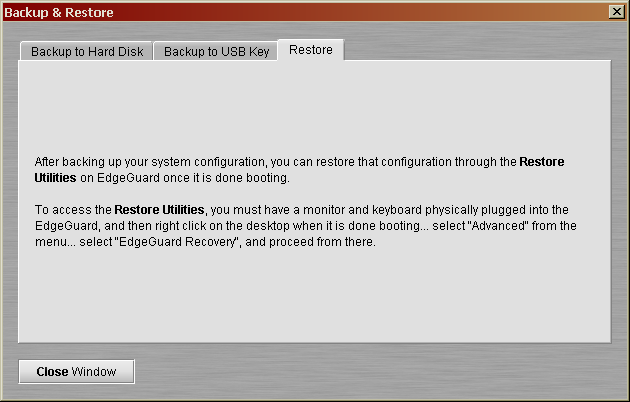 Backup & Restore
Backup to Hard Disk
Backup to USB Key
Restore
After backing up your system configuration, you can restore that configuration through the Restore
Utilities on EdgeGuard once it is done booting.
To access the Restore Utilities, you must have a monitor and keyboard physically plugged into the
EdgeGuard, and then right click on the desktop when it is done booting... select "Advanced" from the
menu... select "EdgeGuard Recovery", and proceed from there.
Close Window